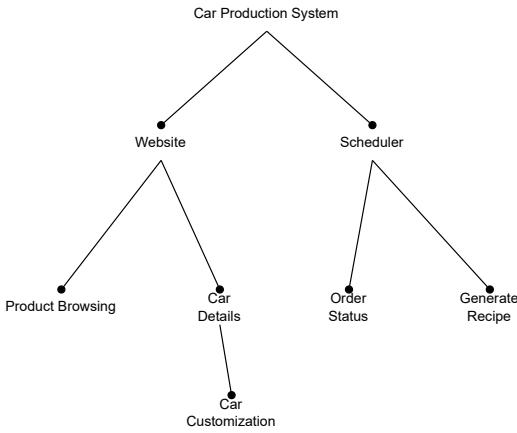 Car Production System
Website
Scheduler
Product Browsing
Car
Details
Order
Status
Generate
Recipe
Car
Customization